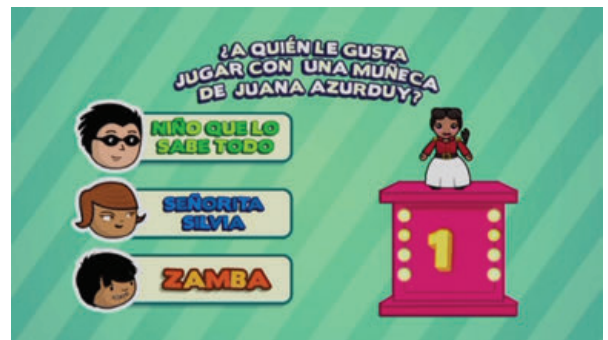 ¿A QUIÉN LE GUSTA
JUGAR CON UNA MUÑECA
DE JUANA AZURDUY?
NIÑO QUE LO
SABE TODO
SEÑORITA
SILVIA
ZAMBA
1